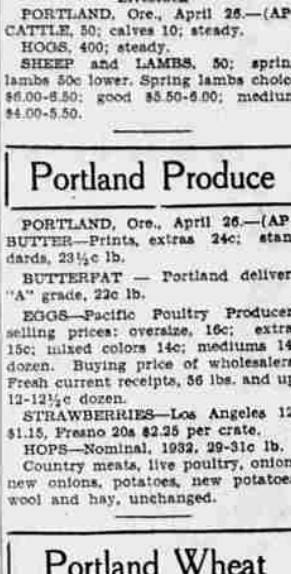 PORTLAND, Ore., April 26.—(AP
CATTLE, 50; calves 10; steady.
HOGS, 400; steady.
SHEEP and LAMBS, 50; sprin
lambs 50c lower. Spring lambs choic
$6.00-6.50; good $5.50-6.00; medium
$4.00-5.50.
Portland Produce
PORTLAND, Ore., April 26.—(AP
BUTTER—Prints, extras 24c; stan
dards, 23½c lb.
BUTTERFAT — Portland deliver
"A" grade, 22c lb.
EGGS—Pacific Poultry Producer
selling prices: oversize, 16c; extra
15c; mixed colors 14c; mediums 14
dozen. Buying price of wholesalers
Fresh current receipts, 56 lbs. and up
12-12½c dozen.
STRAWBERRIES—Los Angeles 12
$1.15, Fresno 20s $2.25 per crate.
HOPS—Nominal, 1932, 29-31c lb.
Country meats, live poultry, onion
new onions, potatoes, new potatoe
wool and hay, unchanged.
Portland Wheat